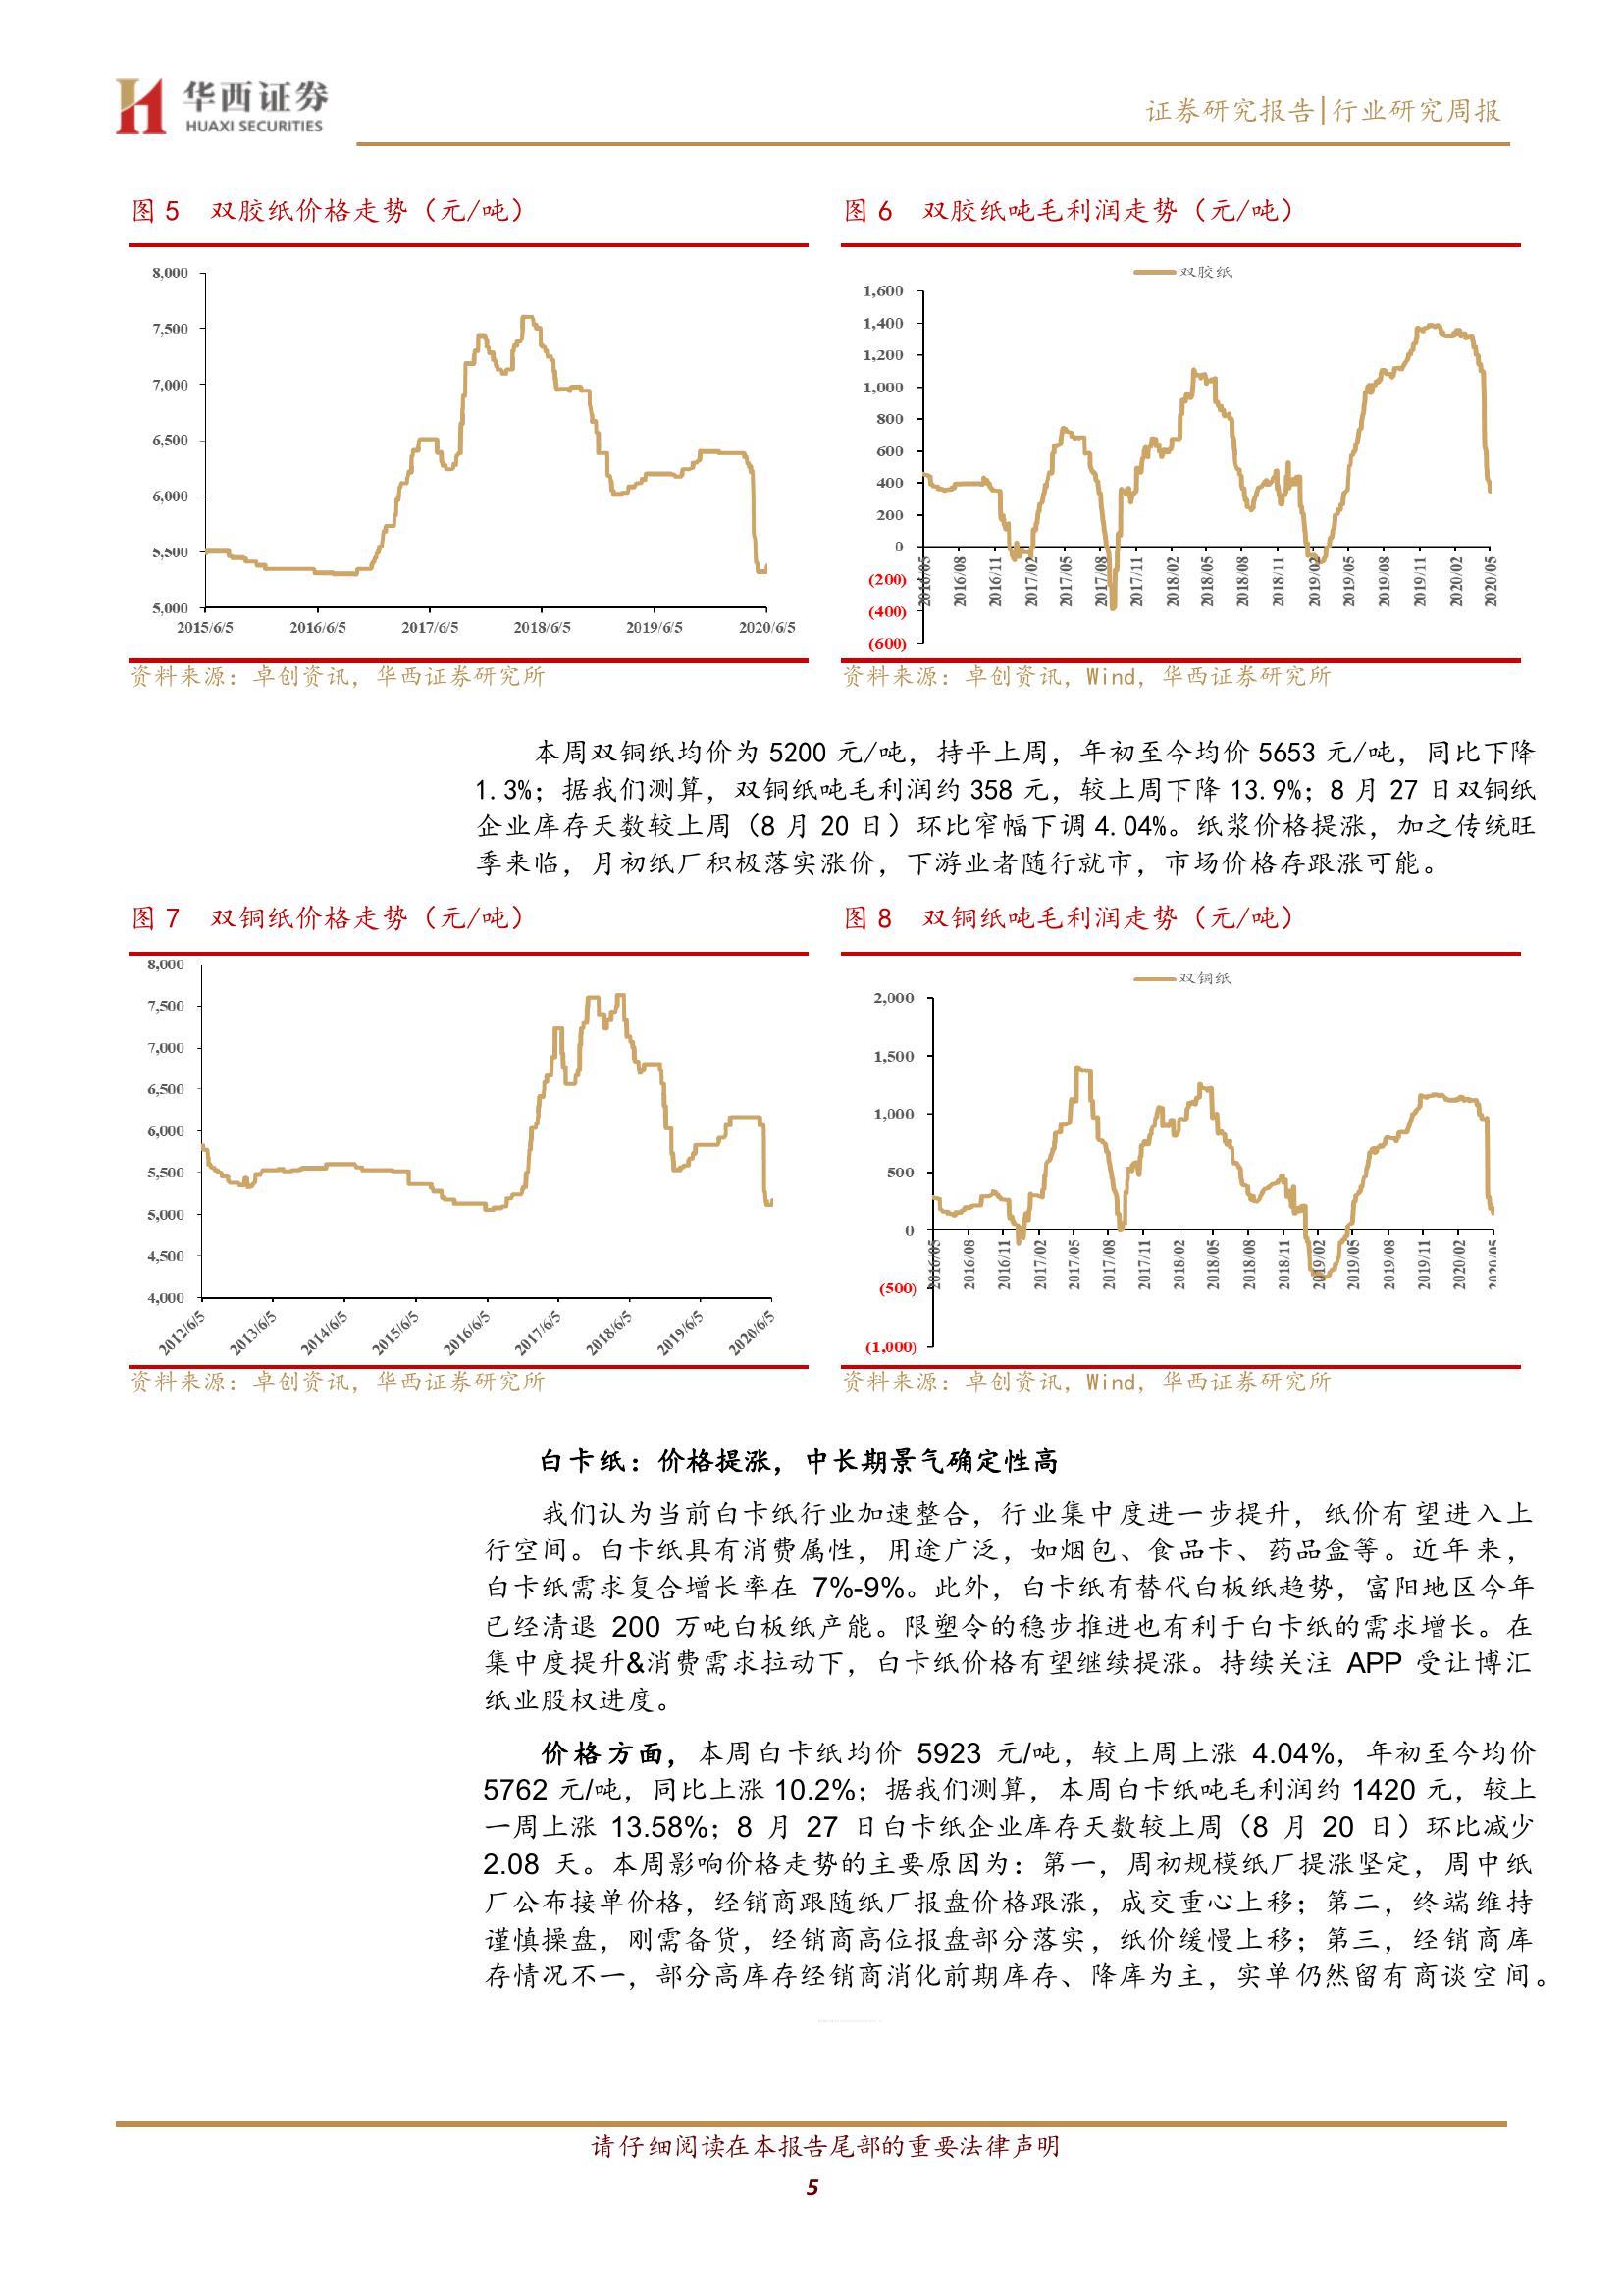 华西证券
HUAXI SECURITIES
证券研究报告|行业研究周报
图 5 双胶纸价格走势（元/吨）
8,000
7,500
7,000
6,500
6,000
5,500
5,000
2015/6/5 2016/6/5 2017/6/5 2018/6/5 2019/6/5 2020/6/5
资料来源：卓创资讯，华西证券研究所
图 6 双胶纸吨毛利润走势（元/吨）
双胶纸
1,600
1,400
1,200
1,000
800
600
400
200
0
(200)
(400)
(600)
2016/05 2016/08 2016/11 2017/02 2017/05 2017/08 2017/11 2018/02 2018/05 2018/08 2018/11 2019/02 2019/05 2019/08 2019/11 2020/02 2020/05
资料来源：卓创资讯，Wind，华西证券研究所
本周双铜纸均价为 5200 元/吨，持平上周，年初至今均价 5653 元/吨，同比下降
1.3%；据我们测算，双铜纸吨毛利润约 358 元，较上周下降 13.9%；8 月 27 日双铜纸
企业库存天数较上周（8 月 20 日）环比窄幅下调 4.04%。纸浆价格提涨，加之传统旺
季来临，月初纸厂积极落实涨价，下游业者随行就市，市场价格存跟涨可能。
图 7 双铜纸价格走势（元/吨）
8,000
7,500
7,000
6,500
6,000
5,500
5,000
4,500
4,000
2012/6/5 2013/6/5 2014/6/5 2015/6/5 2016/6/5 2017/6/5 2018/6/5 2019/6/5 2020/6/5
资料来源：卓创资讯，华西证券研究所
图 8 双铜纸吨毛利润走势（元/吨）
双铜纸
2,000
1,500
1,000
500
0
(500)
(1,000)
2016/05 2016/08 2016/11 2017/02 2017/05 2017/08 2017/11 2018/02 2018/05 2018/08 2018/11 2019/02 2019/05 2019/08 2019/11 2020/02 2020/05
资料来源：卓创资讯，Wind，华西证券研究所
白卡纸：价格提涨，中长期景气确定性高
我们认为当前白卡纸行业加速整合，行业集中度进一步提升，纸价有望进入上
行空间。白卡纸具有消费属性，用途广泛，如烟包、食品卡、药品盒等。近年来，
白卡纸需求复合增长率在 7%-9%。此外，白卡纸有替代白板纸趋势，富阳地区今年
已经清退 200 万吨白板纸产能。限塑令的稳步推进也有利于白卡纸的需求增长。在
集中度提升&消费需求拉动下，白卡纸价格有望继续提涨。持续关注 APP 受让博汇
纸业股权进度。
价格方面，本周白卡纸均价 5923 元/吨，较上周上涨 4.04%，年初至今均价
5762 元/吨，同比上涨 10.2%；据我们测算，本周白卡纸吨毛利润约 1420 元，较上
一周上涨 13.58%；8 月 27 日白卡纸企业库存天数较上周（8 月 20 日）环比减少
2.08 天。本周影响价格走势的主要原因为：第一，周初规模纸厂提涨坚定，周中纸
厂公布接单价格，经销商跟随纸厂报盘价格跟涨，成交重心上移；第二，终端维持
谨慎操盘，刚需备货，经销商高位报盘部分落实，纸价缓慢上移；第三，经销商库
存情况不一，部分高库存经销商消化前期库存、降库为主，实单仍然留有商谈空间。
请仔细阅读在本报告尾部的重要法律声明
5